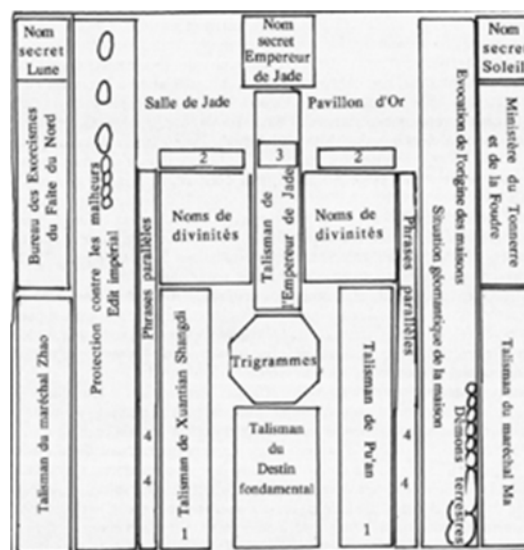 Nom
secret
Lune
Bureau des Exorcismes
du Faîte du Nord
Talisman du maréchal Zhao
Protection contre les malheurs
Edit impérial
Salle de Jade
Nom
secret
Empereur
de Jade
Pavillon d'Or
2
3
2
Phrases parallèles
4
4
Noms de
divinités
Talisman de
l'Empereur de Jade
Noms de
divinités
Phrases parallèles
4
4
Talisman de Xuantian Shangdi
1
Trigrammes
Talisman
du
Destin
fondamental
Talisman de Pu'an
1
Evocation de l'origine des maisons
Situation géomantique de la maison
Démons terrestres
Nom
secret
Soleil
Ministère du Tonnerre
et de la Foudre
Talisman du maréchal Ma